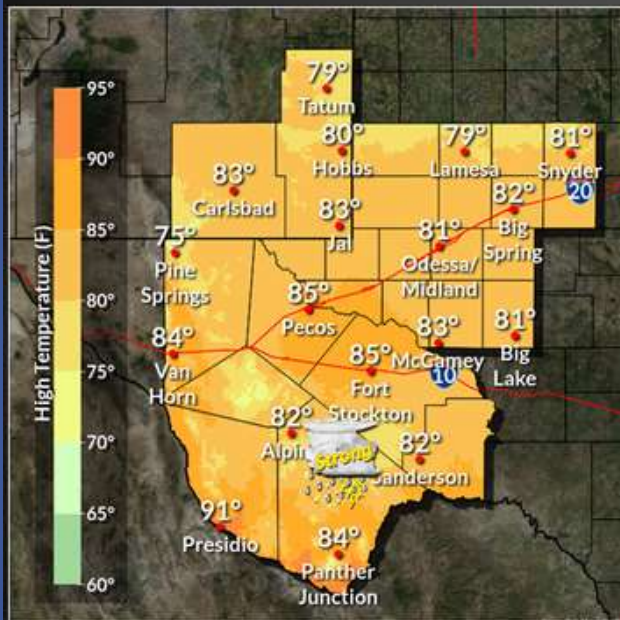 95°
90°
85°
80°
75°
70°
65°
60°
High Temperature (F)
79°
Tatum
80°
Hobbs
79°
Lamesa
81°
Snyder
20
83°
Carlsbad
82°
Big
Spring
83°
Jal
81°
Odessa/
Midland
75°
Pine
Springs
85°
Pecos
83°
McCamey
81°
Big
Lake
84°
Van
Horn
85°
Fort
Stockton
10
82°
Alpin
Strong
82°
Sanderson
91°
Presidio
84°
Panther
Junction